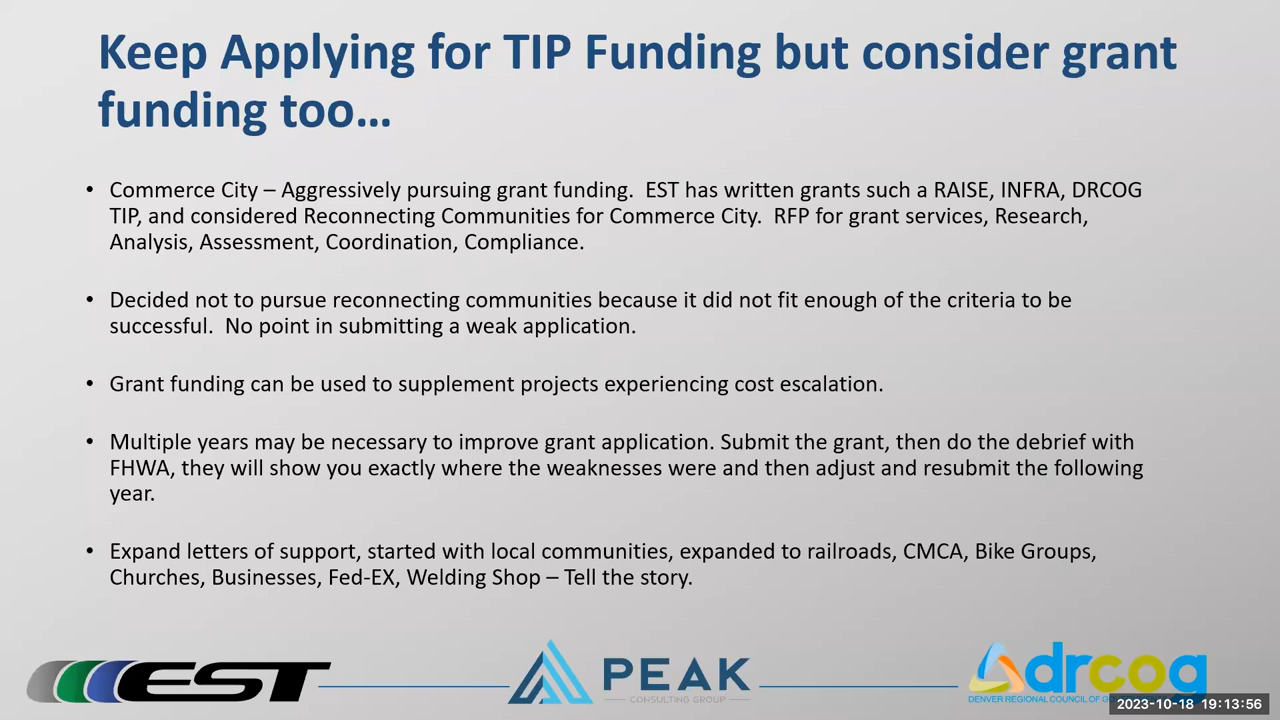 Keep Applying for TIP Funding but consider grant
funding too…
• Commerce City – Aggressively pursuing grant funding.  EST has written grants such a RAISE, INFRA, DRCOG
TIP, and considered Reconnecting Communities for Commerce City.  RFP for grant services, Research,
Analysis, Assessment, Coordination, Compliance.
• Decided not to pursue reconnecting communities because it did not fit enough of the criteria to be
successful.  No point in submitting a weak application.
• Grant funding can be used to supplement projects experiencing cost escalation.
• Multiple years may be necessary to improve grant application. Submit the grant, then do the debrief with
FHWA, they will show you exactly where the weaknesses were and then adjust and resubmit the following
year.
• Expand letters of support, started with local communities, expanded to railroads, CMCA, Bike Groups,
Churches, Businesses, Fed-EX, Welding Shop – Tell the story.
EST
PEAK
CONSULTING GROUP
drcog
DENVER REGIONAL COUNCIL OF
2023-10-18 19:13:56